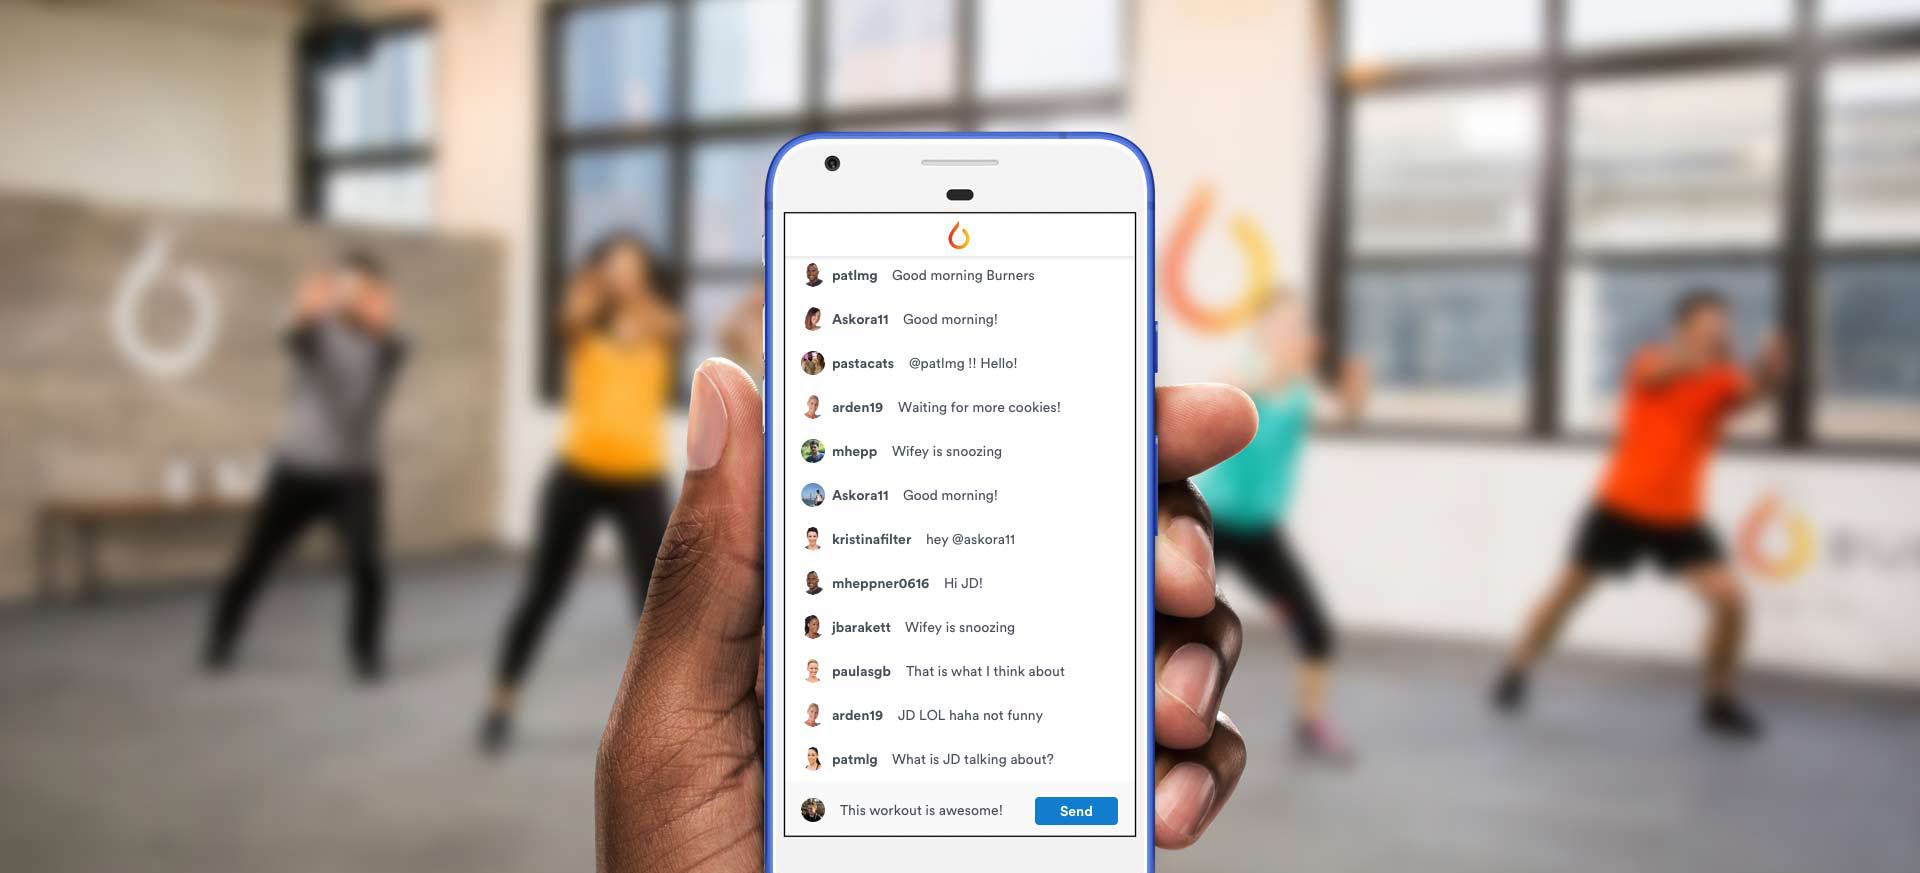 patlmg Good morning Burners
Askora11 Good morning!
pastacats @patlmg !! Hello!
arden19 Waiting for more cookies!
mhepp Wifey is snoozing
Askora11 Good morning!
kristinafilter hey @askora11
mheppner0616 Hi JD!
jbarakett Wifey is snoozing
paulasgb That is what I think about
arden19 JD LOL haha not funny
patmlg What is JD talking about?
This workout is awesome! Send